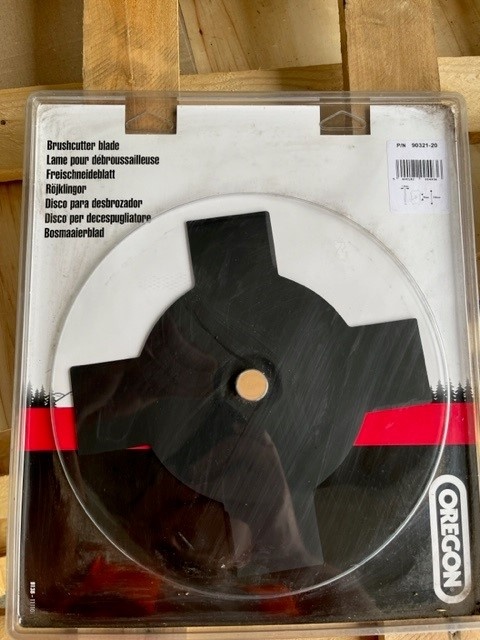 Brushcutter blade
Lame pour débroussailleuse
Freischneideblatt
Röjklingor
Disco para desbrozador
Disco per decespugliatore
Bosmaaierblad
P/N 90321-20
OREGON